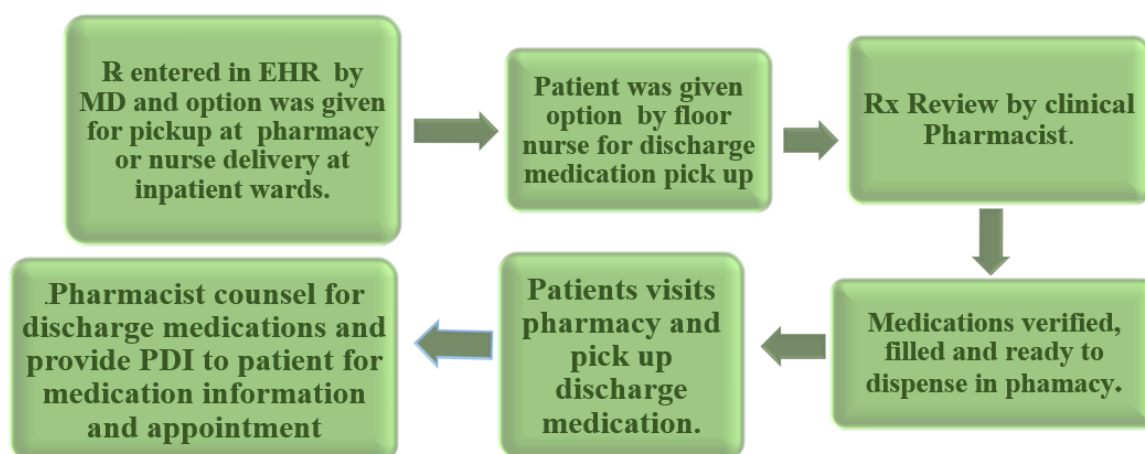 R entered in EHR by
MD and option was given
for pickup at pharmacy
or nurse delivery at
inpatient wards.
Patient was given
option by floor
nurse for discharge
medication pick up
Rx Review by clinical
Pharmacist.
Medications verified,
filled and ready to
dispense in phamacy.
Patients visits
pharmacy and
pick up
discharge
medication.
.Pharmacist counsel for
discharge medications and
provide PDI to patient for
medication information
and appointment